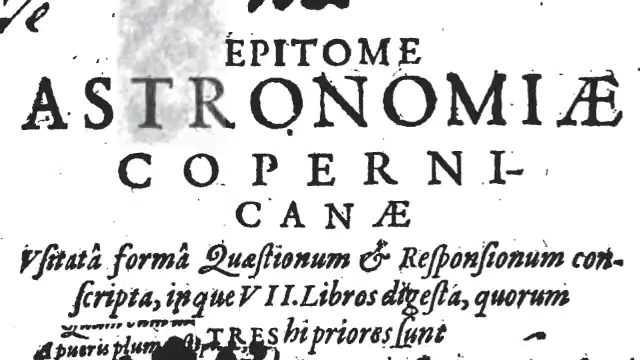 EPITOME
ASTRONOMIÆ
COPERNI-
CANÆ
Vſitatâ formâ Quæſtionum & Reſponſionum con-
ſcripta, inque VII. Libros digeſta, quorum
TRES hi priores ſunt